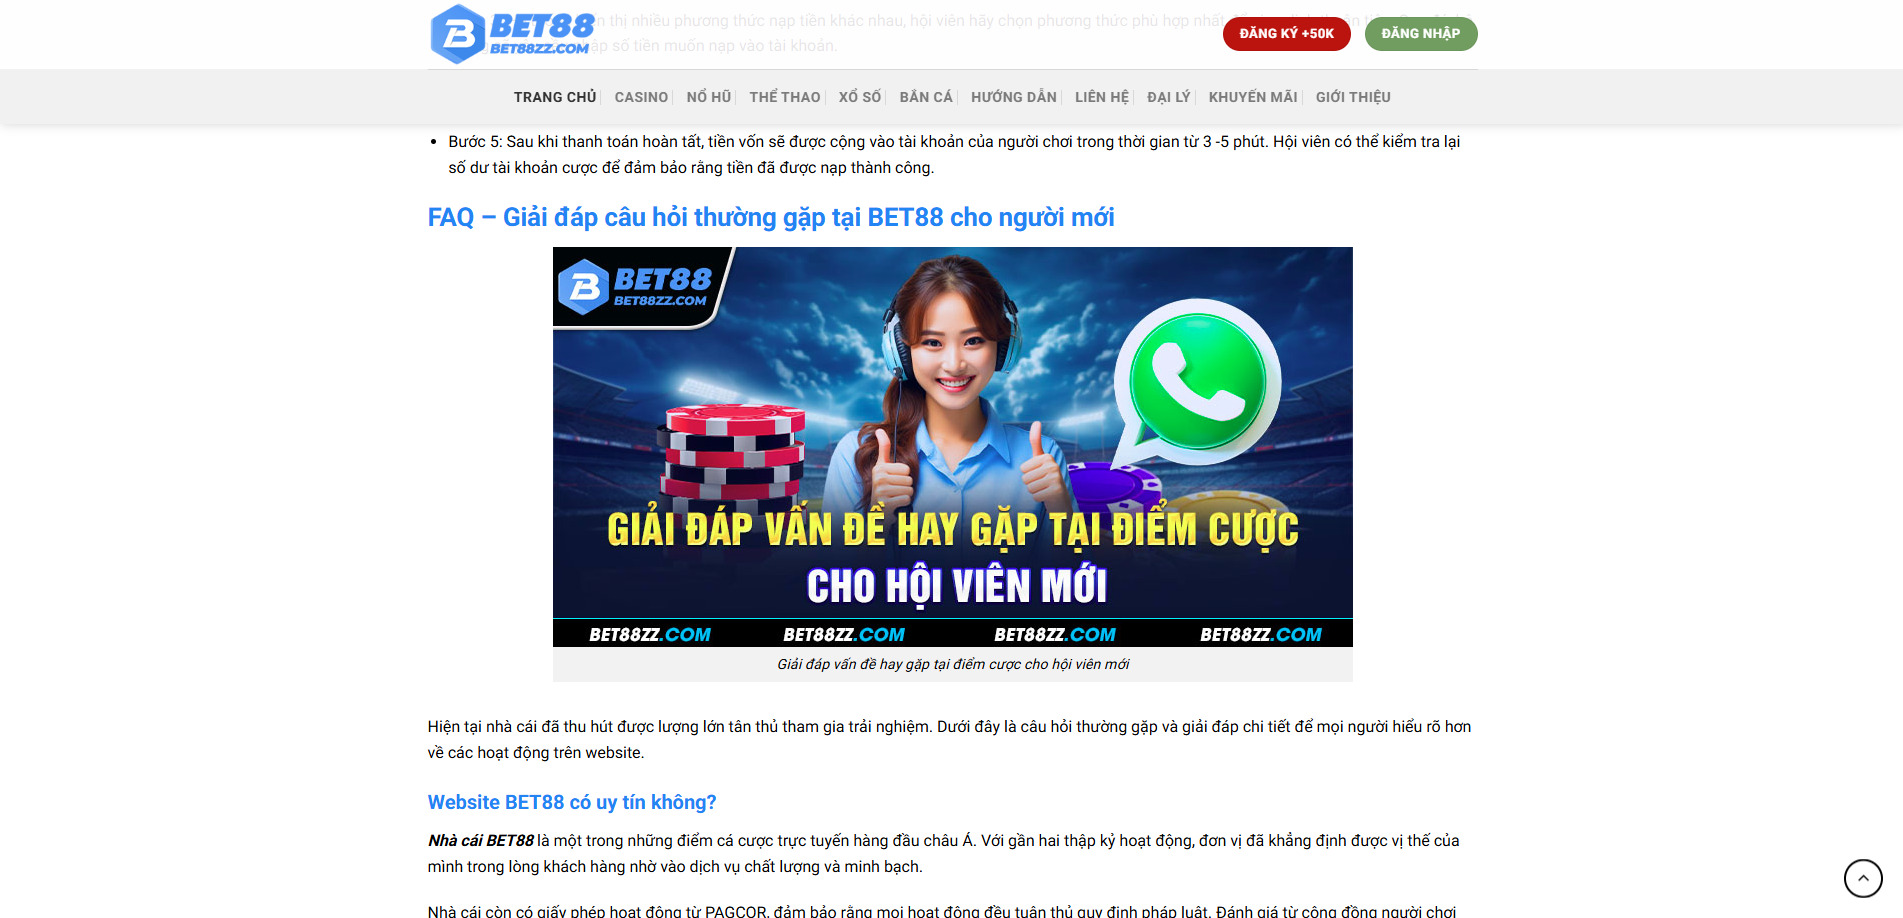 BET88
BET88ZZ.COM
thị nhiều phương thức nạp tiền khác nhau, hội viên hãy chọn phương thức phù hợp nhất
số tiền muốn nạp vào tài khoản.
ĐĂNG KÝ +50K
ĐĂNG NHẬP
TRANG CHỦ CASINO NỔ HŨ THỂ THAO XỔ SỐ BẮN CÁ HƯỚNG DẪN LIÊN HỆ ĐẠI LÝ KHUYẾN MÃI GIỚI THIỆU
• Bước 5: Sau khi thanh toán hoàn tất, tiền vốn sẽ được cộng vào tài khoản của người chơi trong thời gian từ 3 -5 phút. Hội viên có thể kiểm tra lại
số dư tài khoản cược để đảm bảo rằng tiền đã được nạp thành công.
FAQ – Giải đáp câu hỏi thường gặp tại BET88 cho người mới
BET88
BET88ZZ.COM
GIẢI ĐÁP VẤN ĐỀ HAY GẶP TẠI ĐIỂM CƯỢC
CHO HỘI VIÊN MỚI
BET88ZZ.COM BET88ZZ.COM BET88ZZ.COM BET88ZZ.COM
Giải đáp vấn đề hay gặp tại điểm cược cho hội viên mới
Hiện tại nhà cái đã thu hút được lượng lớn tân thủ tham gia trải nghiệm. Dưới đây là câu hỏi thường gặp và giải đáp chi tiết để mọi người hiểu rõ hơn
về các hoạt động trên website.
Website BET88 có uy tín không?
Nhà cái BET88 là một trong những điểm cá cược trực tuyến hàng đầu châu Á. Với gần hai thập kỷ hoạt động, đơn vị đã khẳng định được vị thế của
mình trong lòng khách hàng nhờ vào dịch vụ chất lượng và minh bạch.
Nhà cái còn có giấy phép hoạt động từ PAGCOR, đảm bảo rằng mọi hoạt động đều tuân thủ quy định pháp luật. Đánh giá từ cộng đồng người chơi